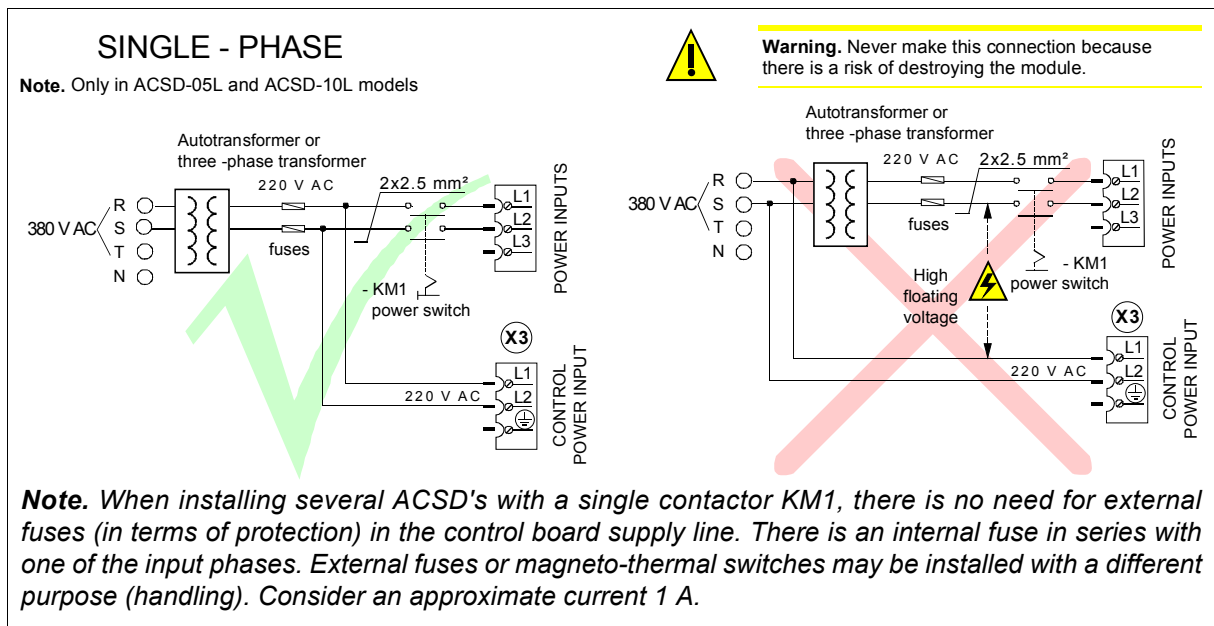 SINGLE - PHASE
Note. Only in ACSD-05L and ACSD-10L models
Autotransformer or
three -phase transformer
220 V AC
2x2.5 mm²
R
S
T
N
380 V AC
fuses
L1
L2
L3
POWER INPUTS
- KM1
power switch
X3
L1
220 V AC
L2
CONTROL
POWER INPUT
Warning. Never make this connection because
there is a risk of destroying the module.
Autotransformer or
three -phase transformer
220 V AC
2x2.5 mm²
R
S
T
N
380 V AC
fuses
L1
L2
L3
POWER INPUTS
High
floating
voltage
- KM1
power switch
X3
L1
220 V AC
L2
CONTROL
POWER INPUT
Note. When installing several ACSD's with a single contactor KM1, there is no need for external
fuses (in terms of protection) in the control board supply line. There is an internal fuse in series with
one of the input phases. External fuses or magneto-thermal switches may be installed with a different
purpose (handling). Consider an approximate current 1 A.